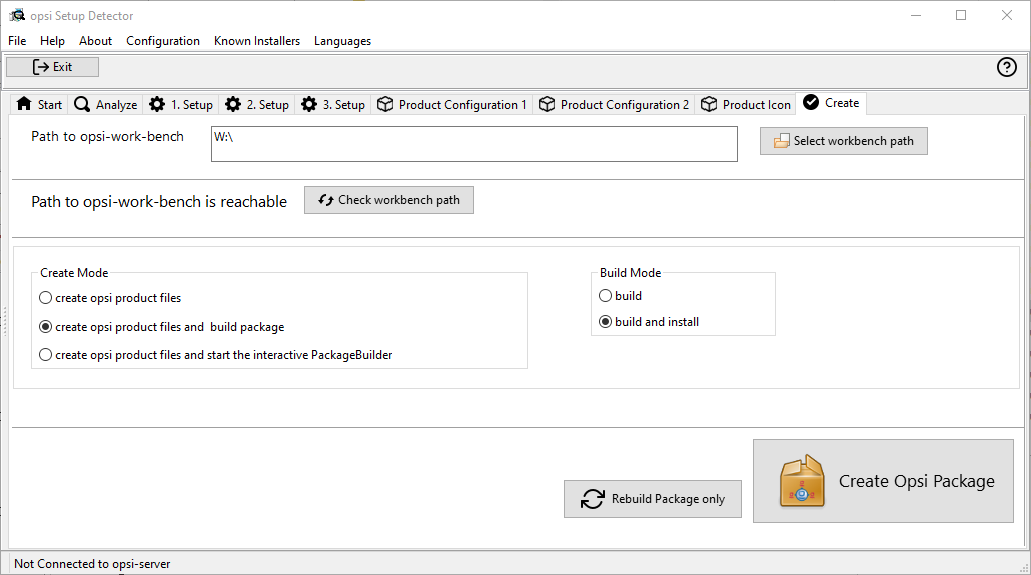 opsi Setup Detector
File Help About Configuration Known Installers Languages
Exit
Start Analyze 1. Setup 2. Setup 3. Setup Product Configuration 1 Product Configuration 2 Product Icon Create
Path to opsi-work-bench W:\ Select workbench path
Path to opsi-work-bench is reachable Check workbench path
Create Mode
create opsi product files
create opsi product files and  build package
create opsi product files and start the interactive PackageBuilder
Build Mode
build
build and install
Rebuild Package only
Create Opsi Package
Not Connected to opsi-server